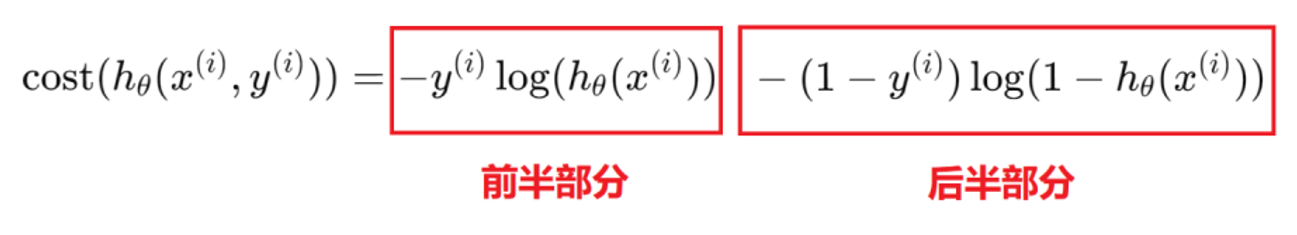 cost(h_θ(x^{(i)}, y^{(i)})) = −y^{(i)} log(h_θ(x^{(i)})) − (1 − y^{(i)}) log(1 − h_θ(x^{(i)}))
前半部分 后半部分